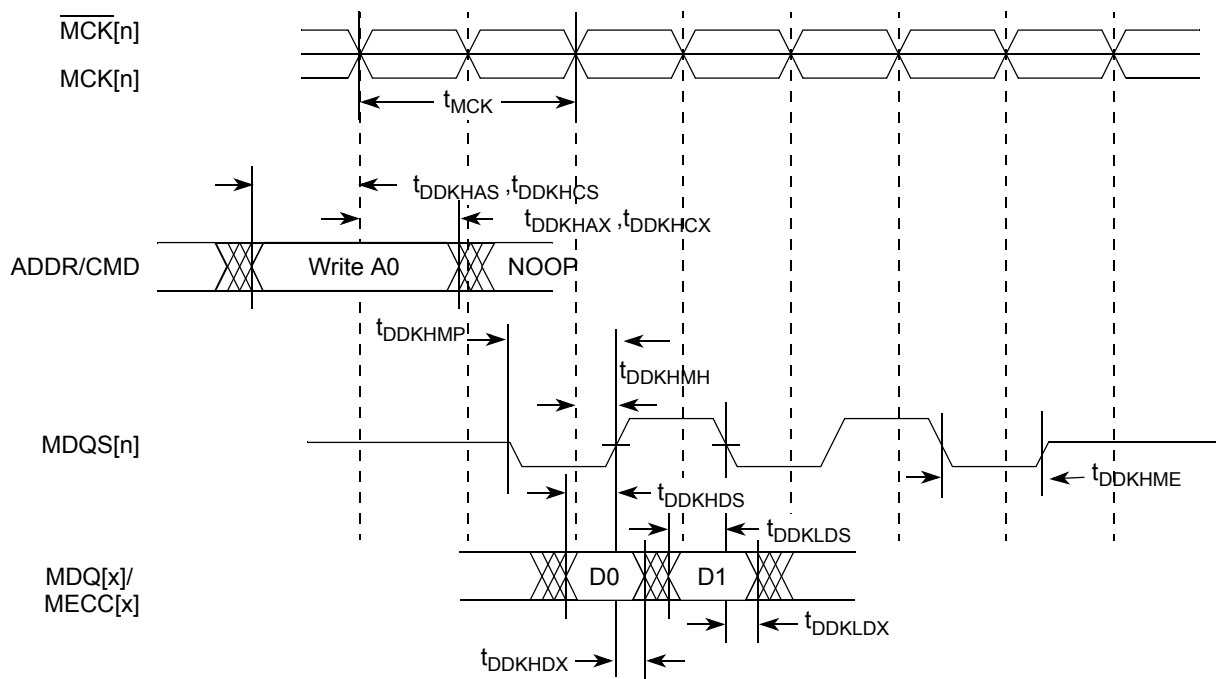 MCK[n]
MCK[n]
tMCK
tDDKHAS ,tDDKHCS
tDDKHAX ,tDDKHCX
ADDR/CMD
Write A0
NOOP
tDDKHMP
tDDKHMH
MDQS[n]
tDDKHME
tDDKHDS
tDDKLDS
MDQ[x]/
MECC[x]
D0
D1
tDDKLDX
tDDKHDX